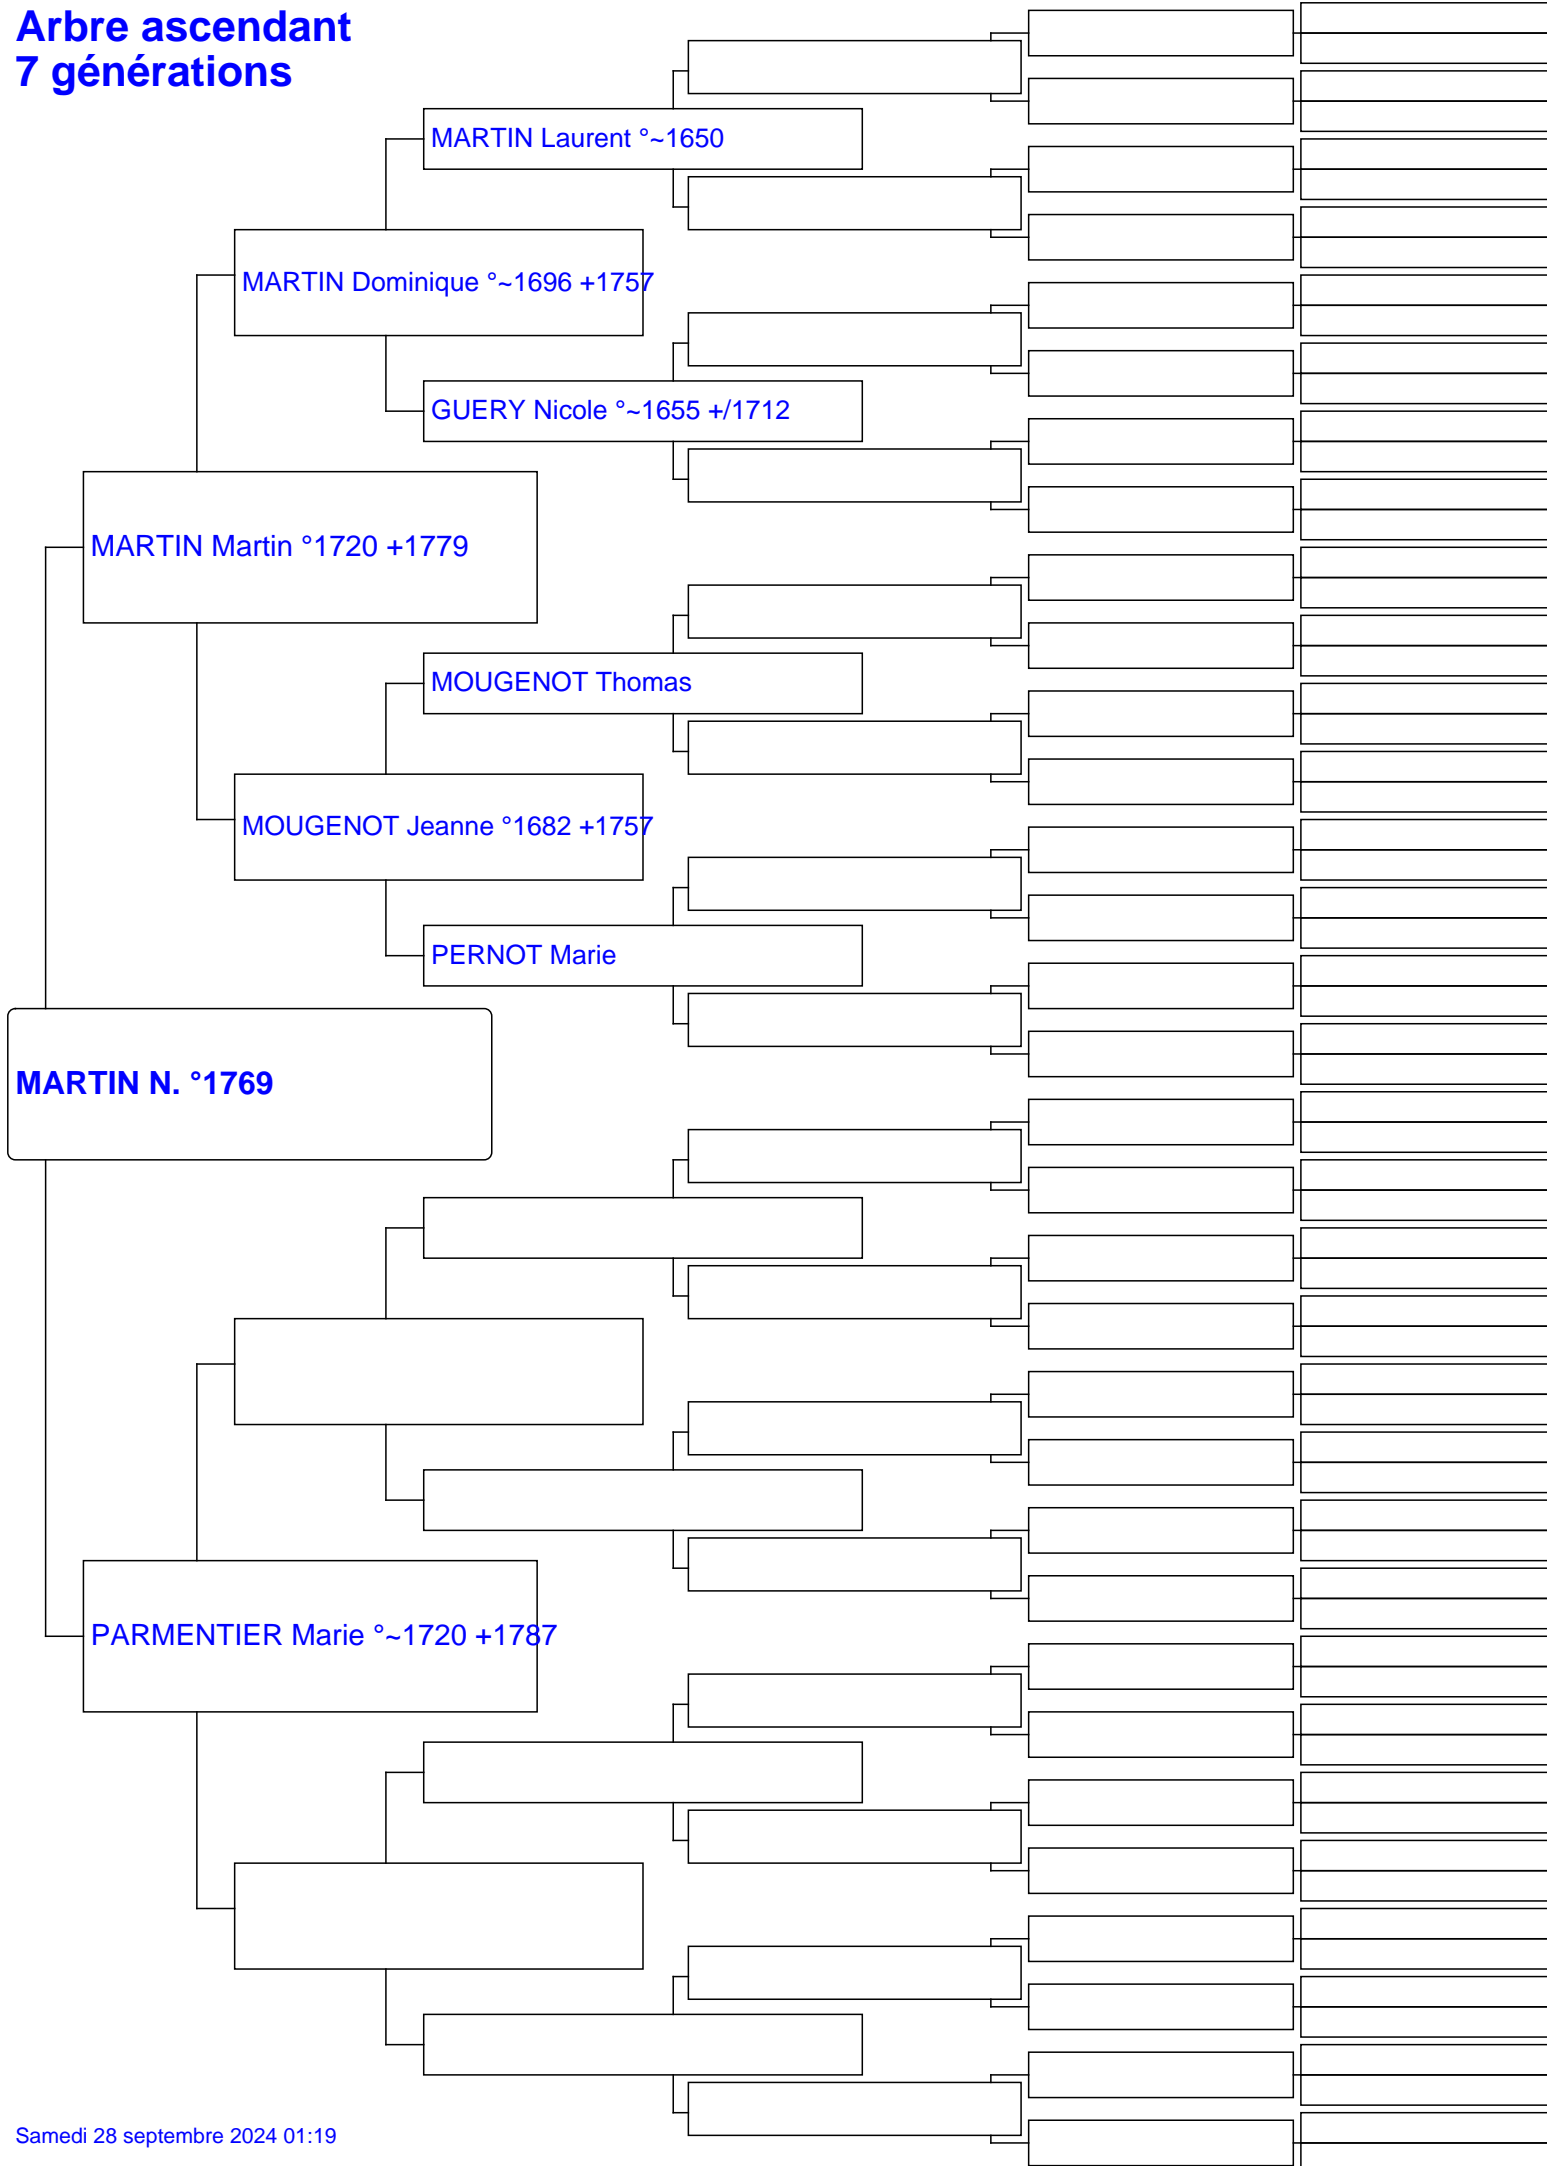 Arbre ascendant
7 générations
MARTIN Laurent °~1650
MARTIN Dominique °~1696 +1757
GUERY Nicole °~1655 +/1712
MARTIN Martin °1720 +1779
MOUGENOT Thomas
MOUGENOT Jeanne °1682 +1757
PERNOT Marie
MARTIN N. °1769
PARMENTIER Marie °~1720 +1787
Samedi 28 septembre 2024 01:19